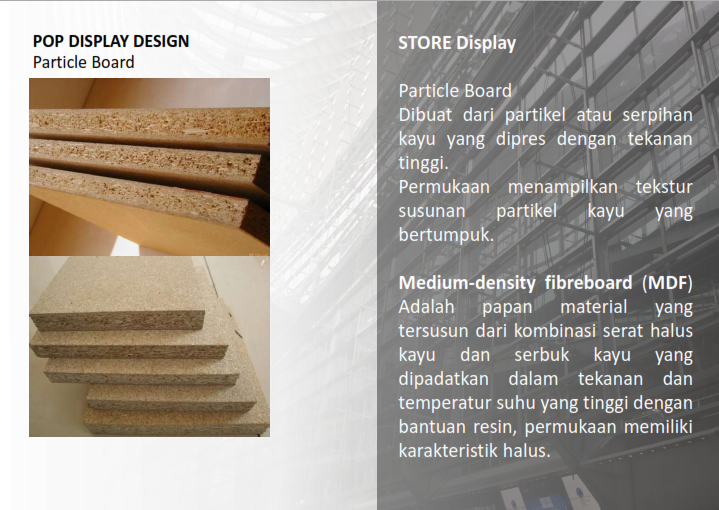 POP DISPLAY DESIGN
Particle Board
STORE Display
Particle Board
Dibuat dari partikel atau serpihan
kayu yang dipres dengan tekanan
tinggi.
Permukaan menampilkan tekstur
susunan partikel kayu yang
bertumpuk.
Medium-density fibreboard (MDF)
Adalah papan material yang
tersusun dari kombinasi serat halus
kayu dan serbuk kayu yang
dipadatkan dalam tekanan dan
temperatur suhu yang tinggi dengan
bantuan resin, permukaan memiliki
karakteristik halus.